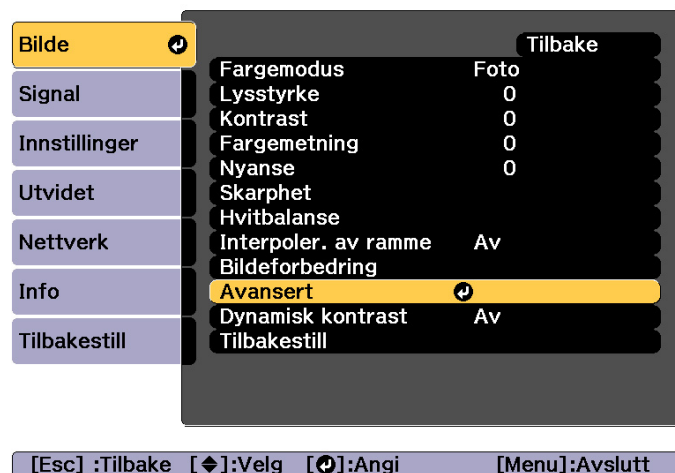 Bilde
Signal
Innstillinger
Utvidet
Nettverk
Info
Tilbakestill
Tilbake
Fargemodus Foto
Lysstyrke 0
Kontrast 0
Fargemetning 0
Nyanse 0
Skarphet
Hvitbalanse
Interpoler. av ramme Av
Bildeforbedring
Avansert
Dynamisk kontrast Av
Tilbakestill
[Esc] :Tilbake [◆]:Velg [↵]:Angi [Menu]:Avslutt